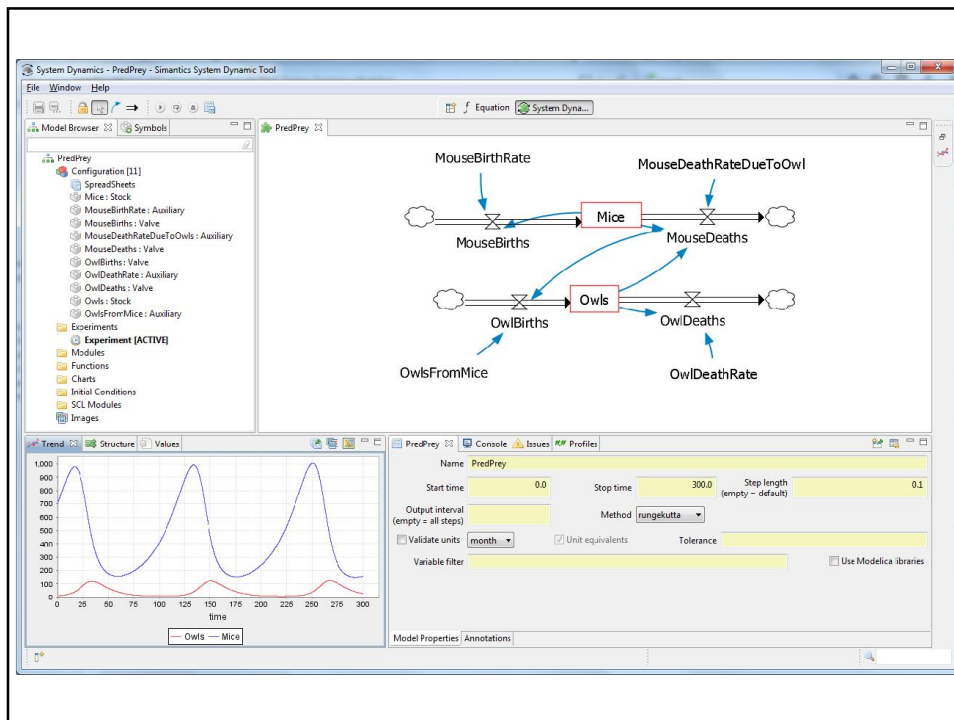 System Dynamics - PredPrey - Simantics System Dynamic Tool
File Window Help
Equation System Dyna...
Model Browser Symbols
PredPrey
Configuration [11]
SpreadSheets
Mice : Stock
MouseBirthRate : Auxiliary
MouseBirths : Valve
MouseDeathRateDueToOwls : Auxiliary
MouseDeaths : Valve
OwlBirths : Valve
OwlDeathRate : Auxiliary
OwlDeaths : Valve
Owls : Stock
OwlsFromMice : Auxiliary
Experiments
Experiment [ACTIVE]
Modules
Functions
Charts
Initial Conditions
SCL Modules
Images
PredPrey
MouseBirthRate
MouseDeathRateDueToOwl
Mice
MouseBirths
MouseDeaths
Owls
OwlBirths
OwlDeaths
OwlsFromMice
OwlDeathRate
Trend Structure Values
1,000
900
800
700
600
500
400
300
200
100
0
0 25 50 75 100 125 150 175 200 225 250 275 300
time
Owls Mice
PredPrey Console Issues Profiles
Name PredPrey
Start time 0.0 Stop time 300.0 Step length (empty = default) 0.1
Output interval (empty = all steps) Method rungekutta
Validate units month Unit equivalents Tolerance
Variable filter Use Modelica libraries
Model Properties Annotations